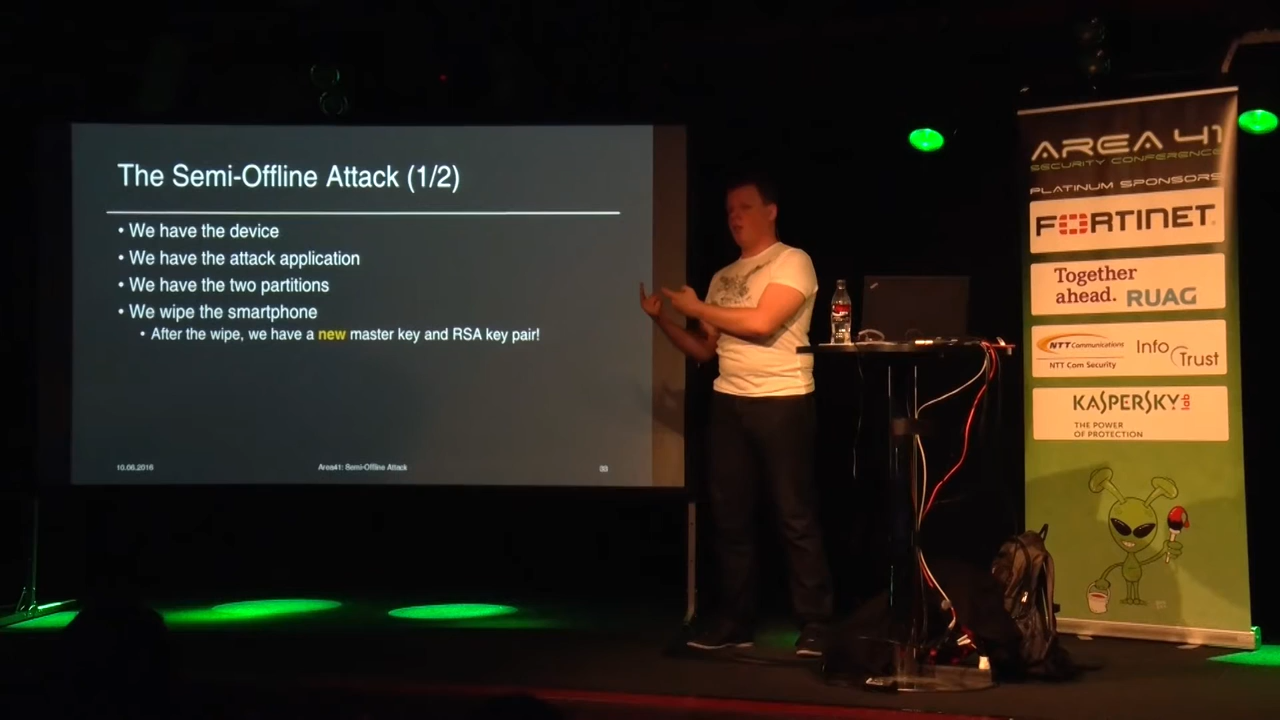 The Semi-Offline Attack (1/2)
• We have the device
• We have the attack application
• We have the two partitions
• We wipe the smartphone
• After the wipe, we have a new master key and RSA key pair!
10.06.2016
Area41: Semi-Offline Attack
33
AREA 41
SECURITY CONFERENCE
PLATINUM SPONSORS
FORTINET
Together
ahead. RUAG
NTT Communications
NTT Com Security
Info
Trust
KASPERSKY lab
THE POWER
OF PROTECTION